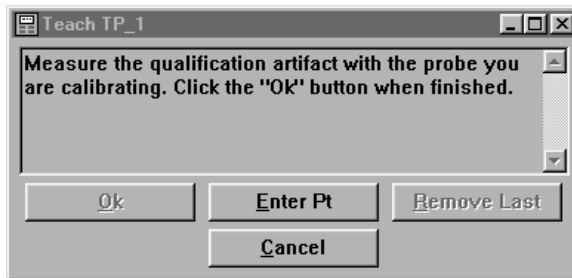 Teach TP_1
Measure the qualification artifact with the probe you
are calibrating. Click the "Ok" button when finished.
Ok Enter Pt Remove Last
Cancel